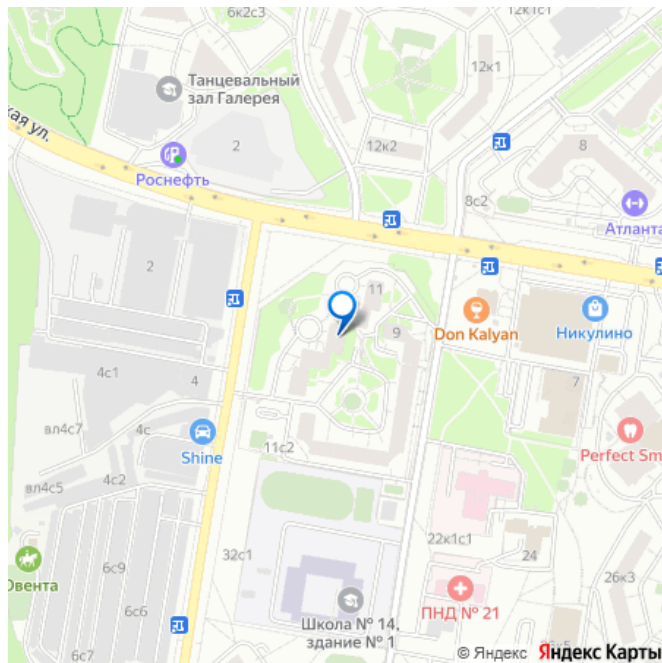 6к2с3
12к1с1
Танцевальный
зал Галерея
12к1
кая ул.
2
12к2
8
Роснефть
8с2
Атланта
2
11
9
Don Kalyan
Никулино
4с1
4
7
вл4с7
4с
Shine
11с2
Perfect Sm
4с2
вл4с5
22к1с1
32с1
24
Овента
6с9
26к3
ПНД № 21
6с6
Школа № 14,
здание № 1
6с7
© Яндекс Яндекс Карты